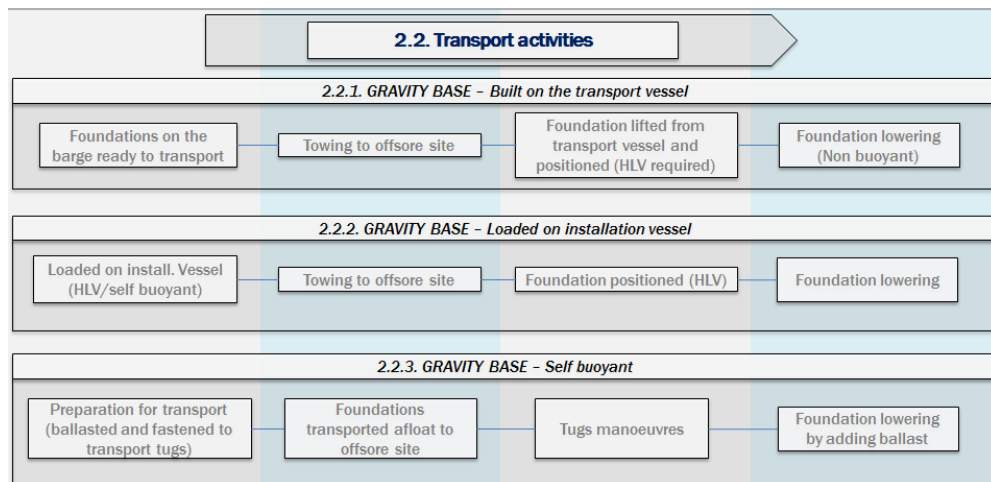 2.2. Transport activities
2.2.1. GRAVITY BASE – Built on the transport vessel
Foundations on the
barge ready to transport
Towing to offsore site
Foundation lifted from
transport vessel and
positioned (HLV required)
Foundation lowering
(Non buoyant)
2.2.2. GRAVITY BASE – Loaded on installation vessel
Loaded on install. Vessel
(HLV/self buoyant)
Towing to offsore site
Foundation positioned (HLV)
Foundation lowering
2.2.3. GRAVITY BASE – Self buoyant
Preparation for transport
(ballasted and fastened to
transport tugs)
Foundations
transported afloat to
offsore site
Tugs manoeuvres
Foundation lowering
by adding ballast